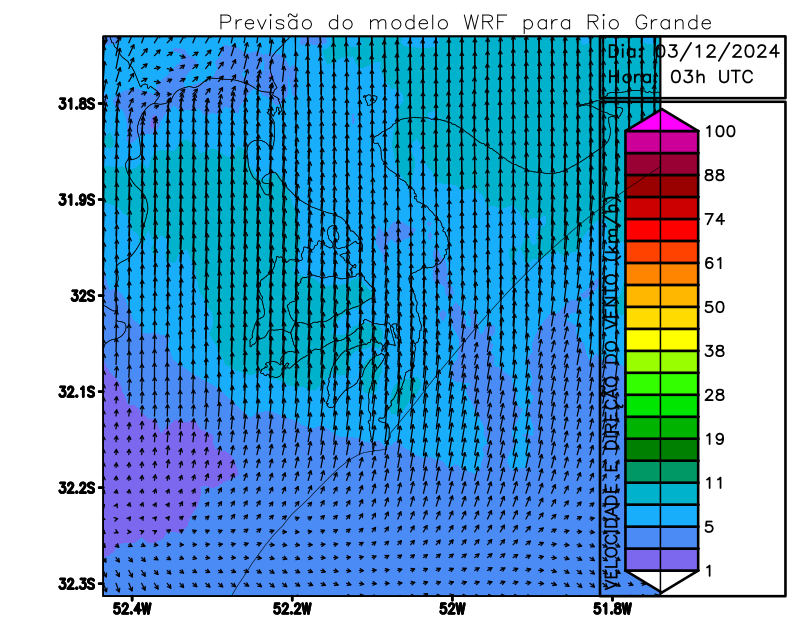 Previsão do modelo WRF para Rio Grande
Dia: 03/12/2024
Hora: 03h UTC
31.8S
31.9S
32S
32.1S
32.2S
32.3S
52.4W
52.2W
52W
51.8W
VELOCIDADE E DIREÇÃO DO VENTO (km/h)
100
88
74
61
50
38
28
19
11
5
1